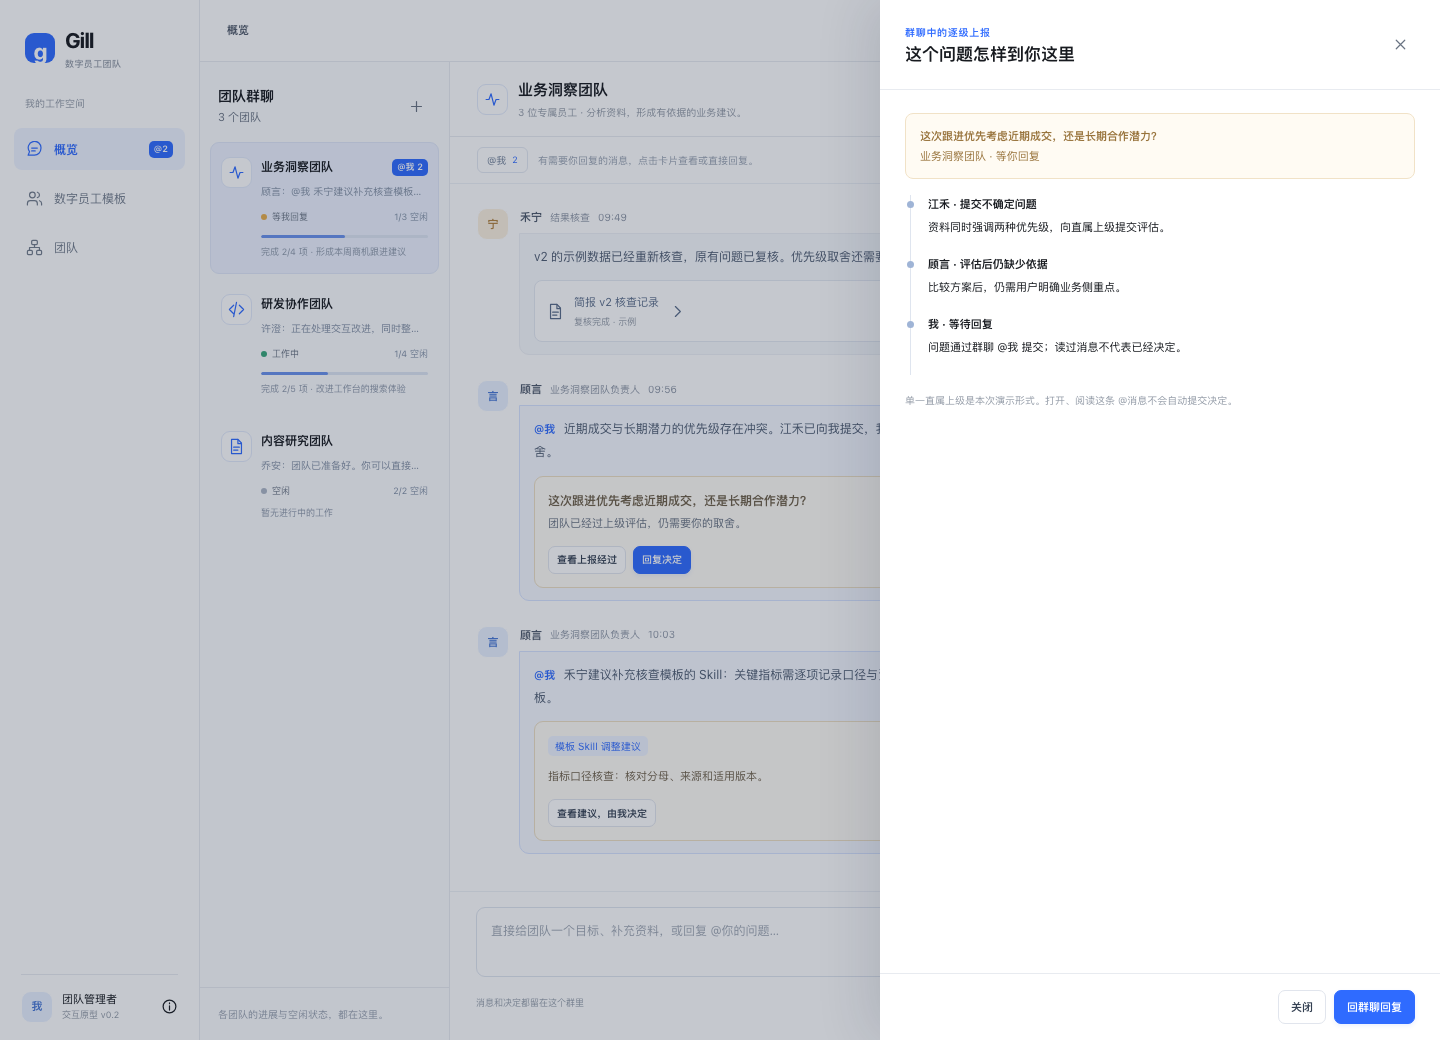 g
Gill
数字员工团队
我的工作空间
概览
@2
数字员工模板
团队
我
团队管理者
交互原型 v0.2
概览
团队群聊
3 个团队
业务洞察团队
@我 2
顾言：@我 禾宁建议补充核查模板...
等我回复
1/3 空闲
完成 2/4 项 · 形成本周商机跟进建议
研发协作团队
许澄：正在处理交互改进，同时整...
工作中
1/4 空闲
完成 2/5 项 · 改进工作台的搜索体验
内容研究团队
乔安：团队已准备好。你可以直接...
空闲
2/2 空闲
暂无进行中的工作
各团队的进展与空闲状态，都在这里。
业务洞察团队
3 位专属员工 · 分析资料，形成有依据的业务建议。
@我 2
有需要你回复的消息，点击卡片查看或直接回复。
宁
禾宁 结果核查 09:49
v2 的示例数据已经重新核查，原有问题已复核。优先级取舍还需
简报 v2 核查记录
复核完成 · 示例
言
顾言 业务洞察团队负责人 09:56
@我 近期成交与长期潜力的优先级存在冲突。江禾已向我提交，
舍。
这次跟进优先考虑近期成交，还是长期合作潜力？
团队已经过上级评估，仍需要你的取舍。
查看上报经过
回复决定
言
顾言 业务洞察团队负责人 10:03
@我 禾宁建议补充核查模板的 Skill：关键指标需逐项记录口径与
板。
模板 Skill 调整建议
指标口径核查：核对分母、来源和适用版本。
查看建议，由我决定
直接给团队一个目标、补充资料，或回复 @你的问题...
消息和决定都留在这个群里
群聊中的逐级上报
这个问题怎样到你这里
这次跟进优先考虑近期成交，还是长期合作潜力？
业务洞察团队 · 等你回复
江禾 · 提交不确定问题
资料同时强调两种优先级，向直属上级提交评估。
顾言 · 评估后仍缺少依据
比较方案后，仍需用户明确业务侧重点。
我 · 等待回复
问题通过群聊 @我 提交；读过消息不代表已经决定。
单一直属上级是本次演示形式。打开、阅读这条 @消息不会自动提交决定。
关闭
回群聊回复